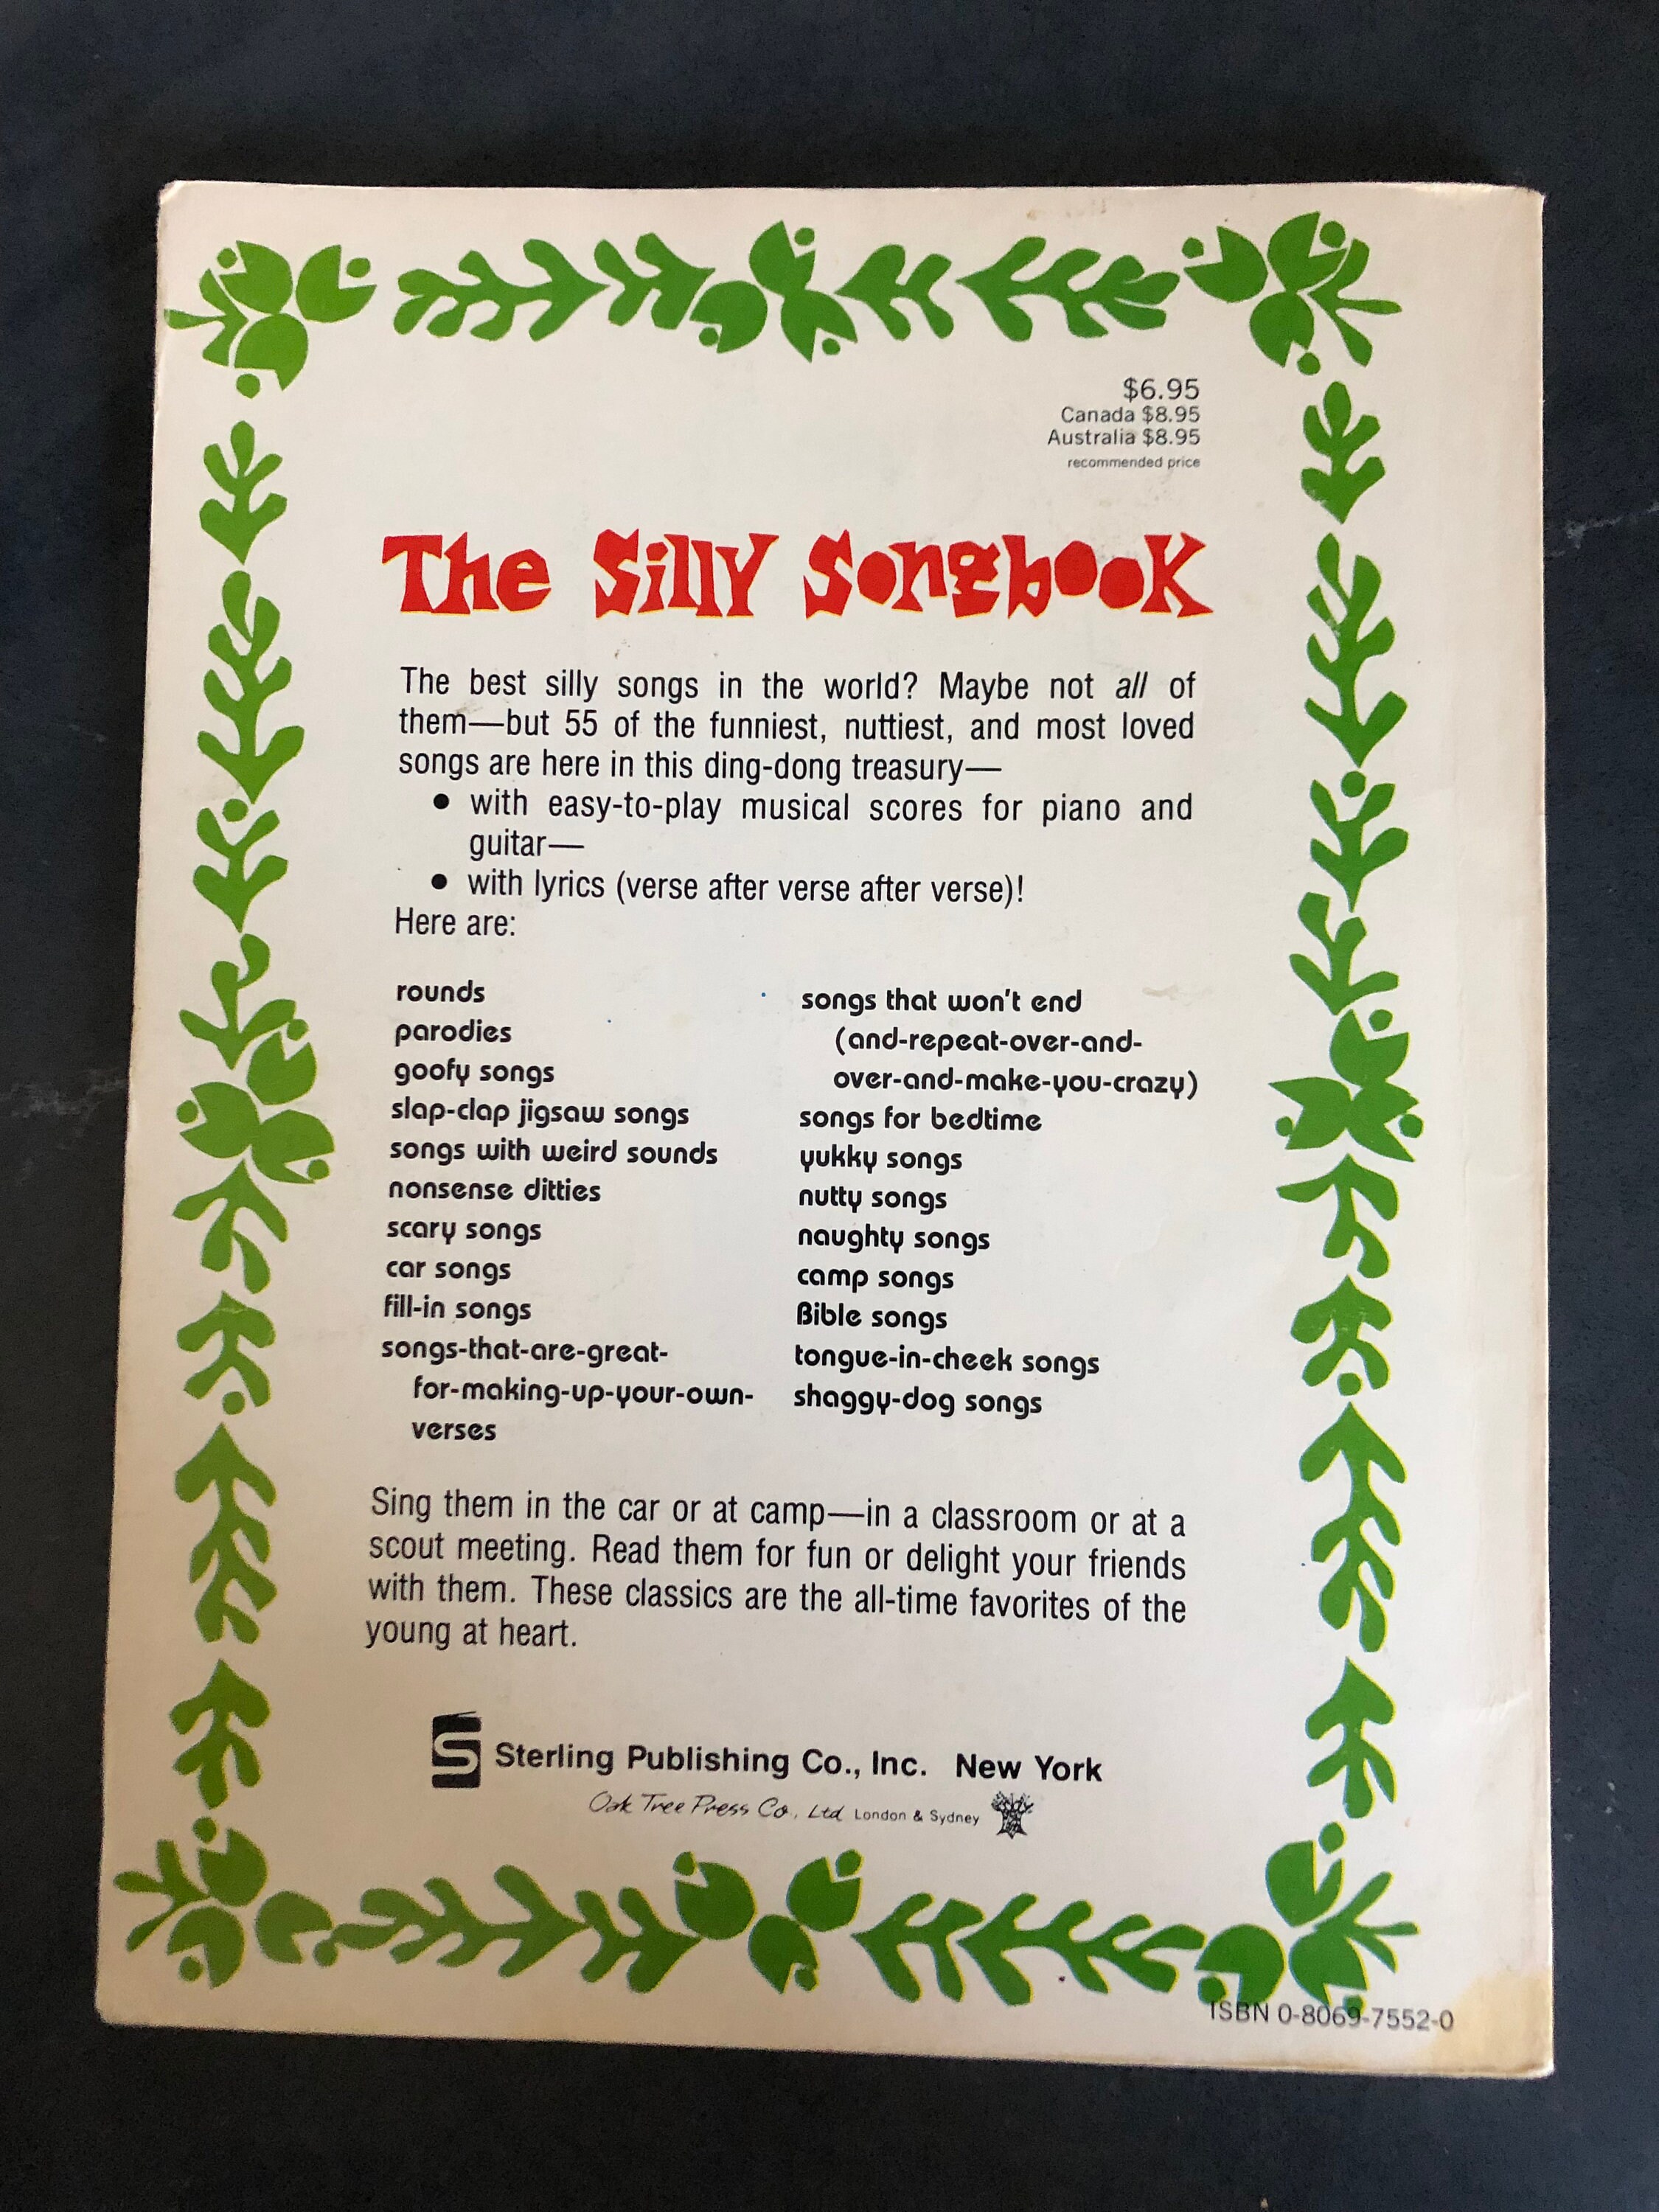 $6.95
Canada $8.95
Australia $8.95
recommended price
The Silly Songbook
The best silly songs in the world? Maybe not all of
them—but 55 of the funniest, nuttiest, and most loved
songs are here in this ding-dong treasury—
• with easy-to-play musical scores for piano and
guitar—
• with lyrics (verse after verse after verse)!
Here are:
rounds
parodies
goofy songs
slap-clap jigsaw songs
songs with weird sounds
nonsense ditties
scary songs
car songs
fill-in songs
songs-that-are-great-
for-making-up-your-own-
verses
songs that won't end
(and-repeat-over-and-
over-and-make-you-crazy)
songs for bedtime
yukky songs
nutty songs
naughty songs
camp songs
Bible songs
tongue-in-cheek songs
shaggy-dog songs
Sing them in the car or at camp—in a classroom or at a
scout meeting. Read them for fun or delight your friends
with them. These classics are the all-time favorites of the
young at heart.
S Sterling Publishing Co., Inc. New York
Oak Tree Press Co., Ltd London & Sydney
ISBN 0-8069-7552-0